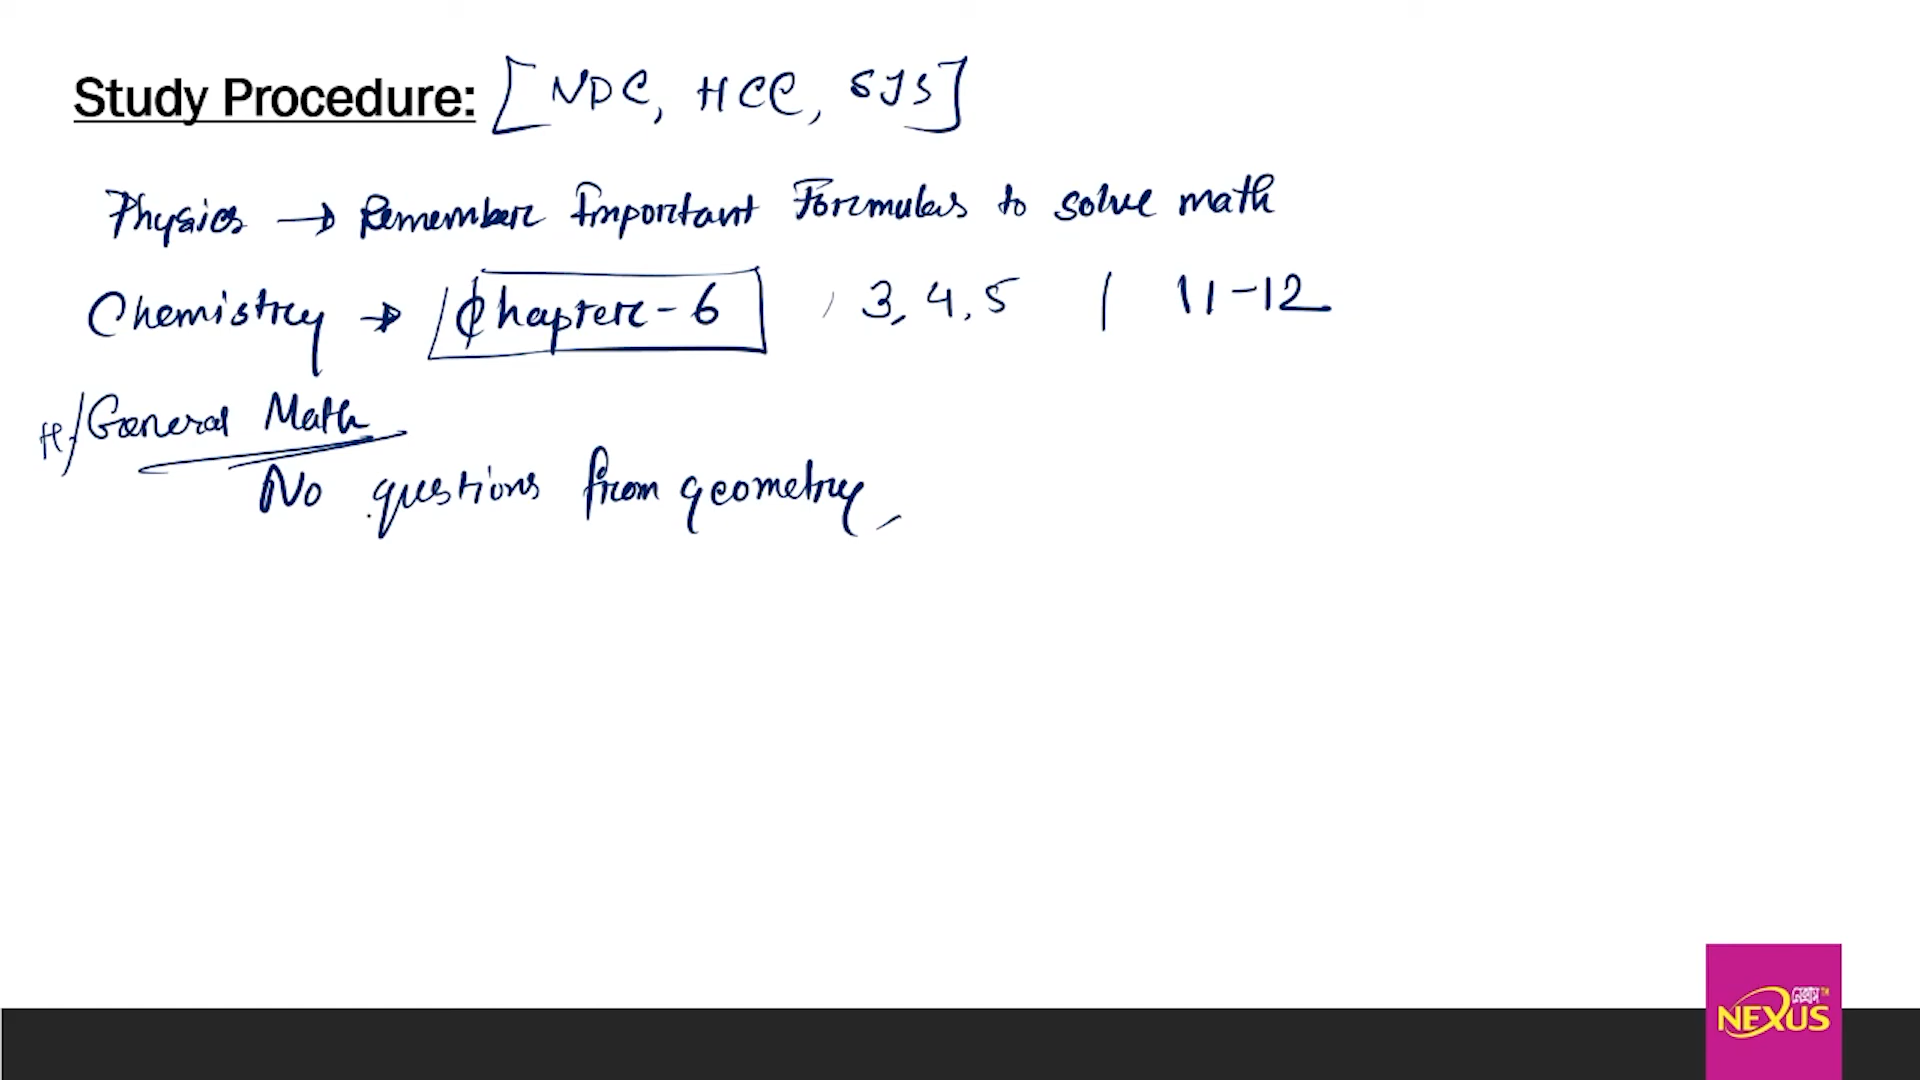 Study Procedure: [NDC, HCC, SJS]
Physics → Remember Important Formulas to solve math
Chemistry → Chapter-6, 3, 4, 5 | 11-12
H./General Math
No questions from geometry
নেক্সাস™
NEXUS